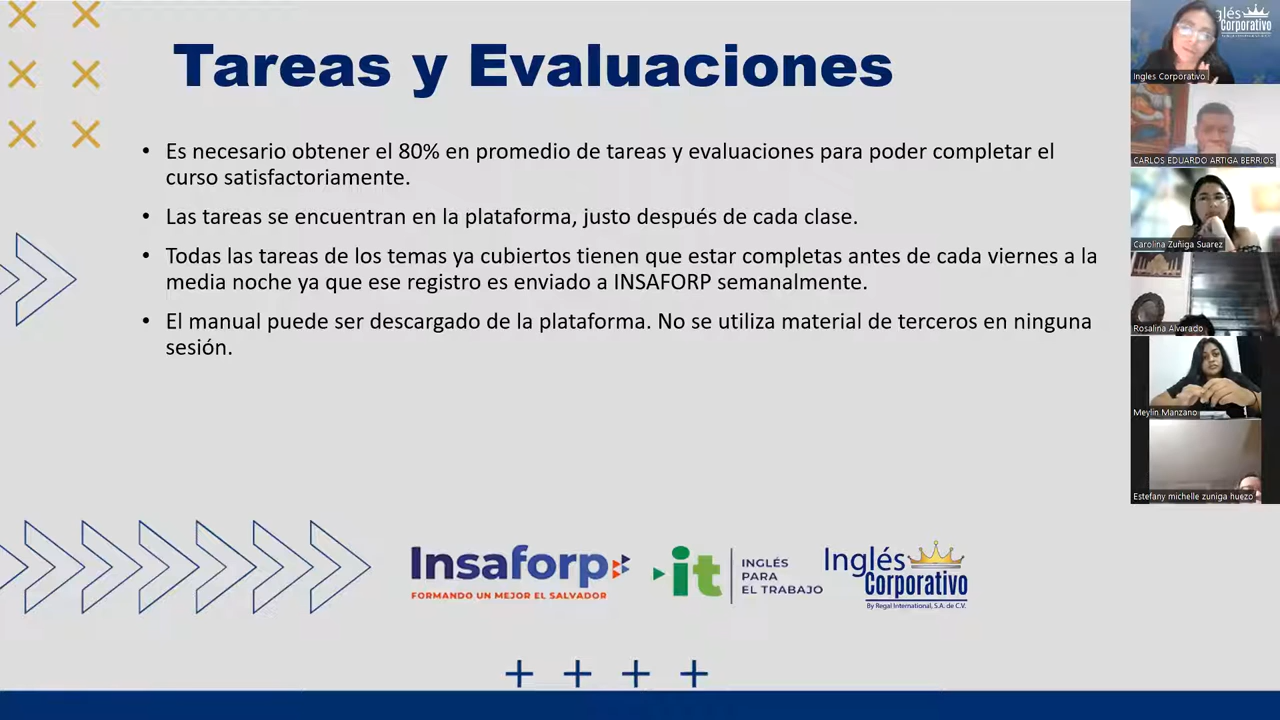 Tareas y Evaluaciones
• Es necesario obtener el 80% en promedio de tareas y evaluaciones para poder completar el
curso satisfactoriamente.
• Las tareas se encuentran en la plataforma, justo después de cada clase.
• Todas las tareas de los temas ya cubiertos tienen que estar completas antes de cada viernes a la
media noche ya que ese registro es enviado a INSAFORP semanalmente.
• El manual puede ser descargado de la plataforma. No se utiliza material de terceros en ninguna
sesión.
Insaforp
FORMANDO UN MEJOR EL SALVADOR
it
INGLÉS
PARA
EL TRABAJO
Inglés
Corporativo
By Regal International, S.A. de C.V.
glés
Corporativo
Ingles Corporativo
CARLOS EDUARDO ARTIGA BERRIOS
Carolina Zuñiga Suarez
Rosalina Alvarado
Meylin Manzano
Estefany michelle zuniga huezo